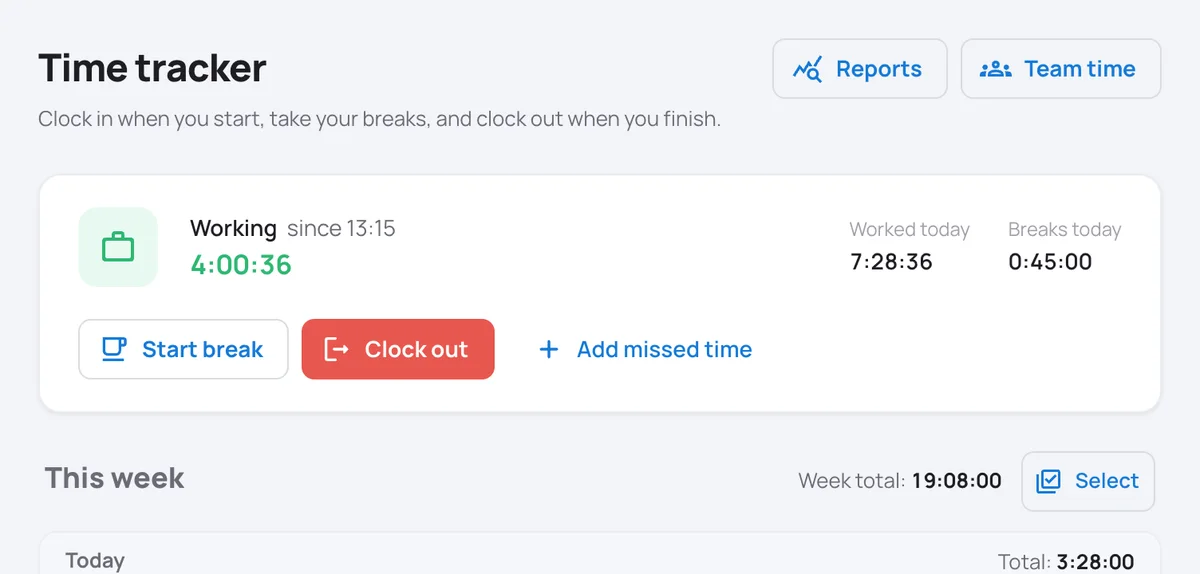 Time tracker
Reports
Team time
Clock in when you start, take your breaks, and clock out when you finish.
Working since 13:15
4:00:36
Worked today
7:28:36
Breaks today
0:45:00
Start break
Clock out
Add missed time
This week
Week total: 19:08:00
Select
Today
Total: 3:28:00